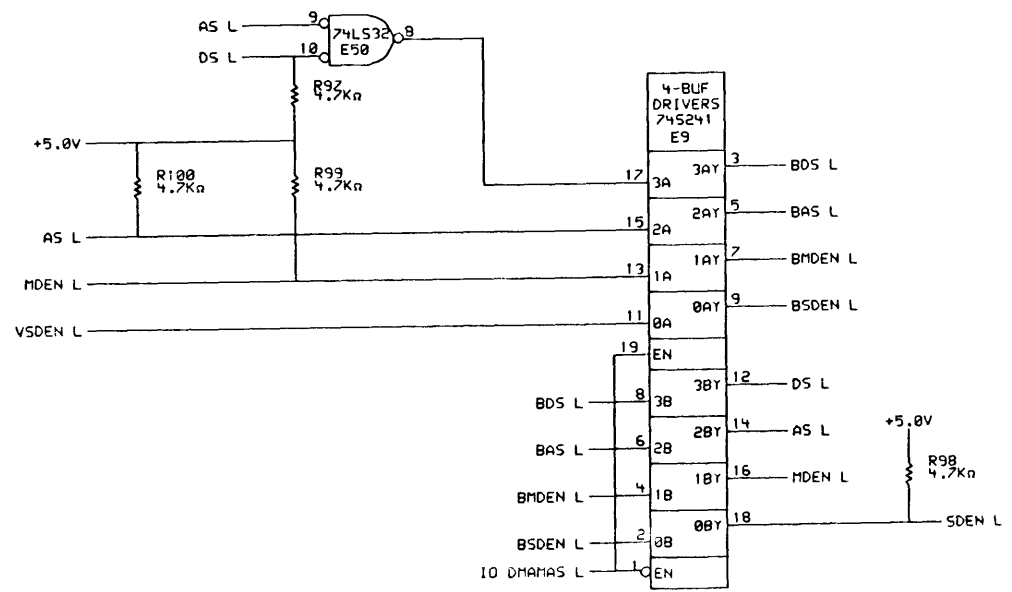 AS L 9
74LS32 8
DS L 10 E50
R92
4.7KΩ
4-BUF
DRIVERS
74S241
E9
+5.0V
R100
4.7KΩ
R99
4.7KΩ
17 3A 3AY 3 BDS L
AS L 15 2A 2AY 5 BAS L
MDEN L 13 1A 1AY 7 BMDEN L
VSDEN L 11 0A 0AY 9 BSDEN L
19 EN
BDS L 8 3B 3BY 12 DS L
BAS L 6 2B 2BY 14 AS L
+5.0V
R98
4.7KΩ
BMDEN L 4 1B 1BY 16 MDEN L
BSDEN L 2 0B 0BY 18 SDEN L
IO DMAMAS L 1 EN